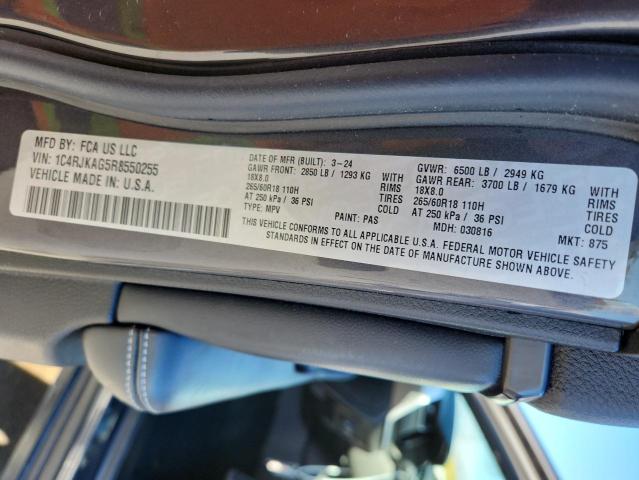 MFD BY: FCA US LLC
VIN: 1C4RJKAG5R8550255
VEHICLE MADE IN U.S.A.
DATE OF MFR (BUILT): 3-24 GVWR: 6500 LB / 2949 KG
GAWR FRONT: 2850 LB / 1293 KG WITH GAWR REAR: 3700 LB / 1679 KG WITH
18X8.0 RIMS 18X8.0 RIMS
265/60R18 110H TIRES 265/60R18 110H TIRES
AT 250 kPa / 36 PSI COLD AT 250 kPa / 36 PSI COLD
TYPE: MPV PAINT: PAS MDH: 030816 MKT: 875
THIS VEHICLE CONFORMS TO ALL APPLICABLE U.S.A. FEDERAL MOTOR VEHICLE SAFETY
STANDARDS IN EFFECT ON THE DATE OF MANUFACTURE SHOWN ABOVE.